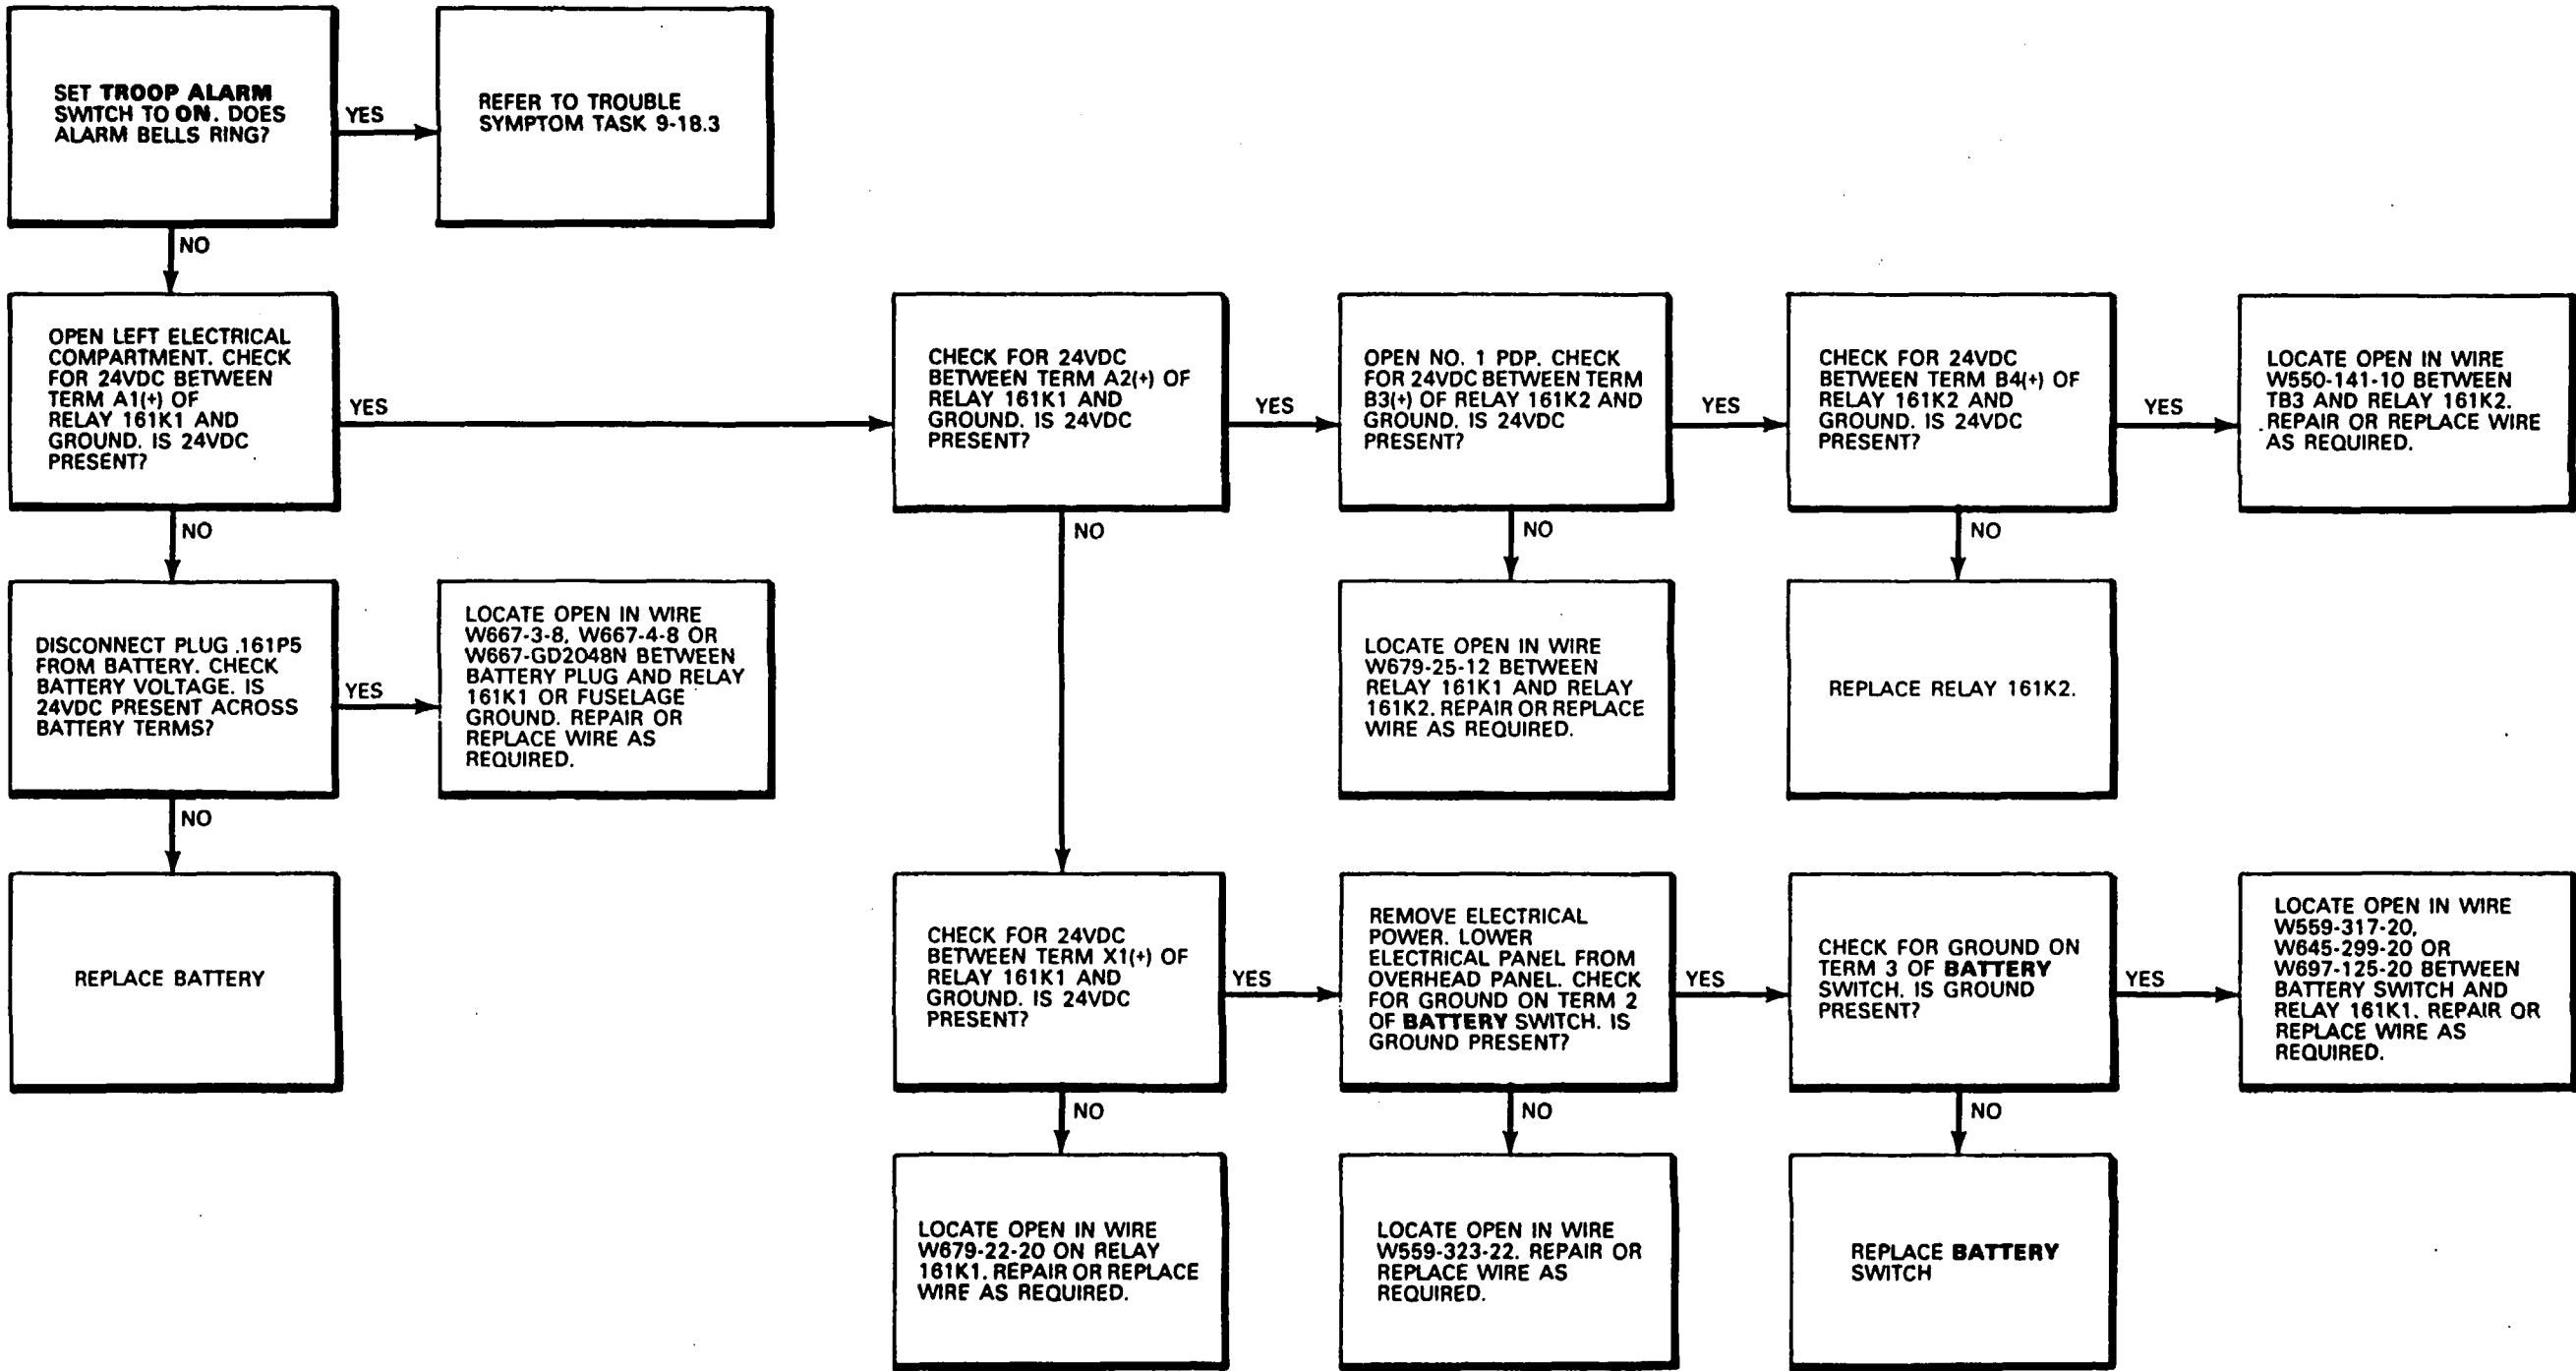 SET TROOP ALARM
SWITCH TO ON. DOES
ALARM BELLS RING?
YES
REFER TO TROUBLE
SYMPTOM TASK 9-18.3
NO
OPEN LEFT ELECTRICAL
COMPARTMENT. CHECK
FOR 24VDC BETWEEN
TERM A1(+) OF
RELAY 161K1 AND
GROUND. IS 24VDC
PRESENT?
YES
CHECK FOR 24VDC
BETWEEN TERM A2(+) OF
RELAY 161K1 AND
GROUND. IS 24VDC
PRESENT?
YES
OPEN NO. 1 PDP. CHECK
FOR 24VDC BETWEEN TERM
B3(+) OF RELAY 161K2 AND
GROUND. IS 24VDC
PRESENT?
YES
CHECK FOR 24VDC
BETWEEN TERM B4(+) OF
RELAY 161K2 AND
GROUND. IS 24VDC
PRESENT?
YES
LOCATE OPEN IN WIRE
W550-141-10 BETWEEN
TB3 AND RELAY 161K2.
REPAIR OR REPLACE WIRE
AS REQUIRED.
NO
NO
NO
NO
DISCONNECT PLUG .161P5
FROM BATTERY. CHECK
BATTERY VOLTAGE. IS
24VDC PRESENT ACROSS
BATTERY TERMS?
YES
LOCATE OPEN IN WIRE
W667-3-8, W667-4-8 OR
W667-GD2048N BETWEEN
BATTERY PLUG AND RELAY
161K1 OR FUSELAGE
GROUND. REPAIR OR
REPLACE WIRE AS
REQUIRED.
LOCATE OPEN IN WIRE
W679-25-12 BETWEEN
RELAY 161K1 AND RELAY
161K2. REPAIR OR REPLACE
WIRE AS REQUIRED.
REPLACE RELAY 161K2.
NO
REPLACE BATTERY
CHECK FOR 24VDC
BETWEEN TERM X1(+) OF
RELAY 161K1 AND
GROUND. IS 24VDC
PRESENT?
YES
REMOVE ELECTRICAL
POWER. LOWER
ELECTRICAL PANEL FROM
OVERHEAD PANEL. CHECK
FOR GROUND ON TERM 2
OF BATTERY SWITCH. IS
GROUND PRESENT?
YES
CHECK FOR GROUND ON
TERM 3 OF BATTERY
SWITCH. IS GROUND
PRESENT?
YES
LOCATE OPEN IN WIRE
W559-317-20,
W645-299-20 OR
W697-125-20 BETWEEN
BATTERY SWITCH AND
RELAY 161K1. REPAIR OR
REPLACE WIRE AS
REQUIRED.
NO
NO
NO
LOCATE OPEN IN WIRE
W679-22-20 ON RELAY
161K1. REPAIR OR REPLACE
WIRE AS REQUIRED.
LOCATE OPEN IN WIRE
W559-323-22. REPAIR OR
REPLACE WIRE AS
REQUIRED.
REPLACE BATTERY
SWITCH